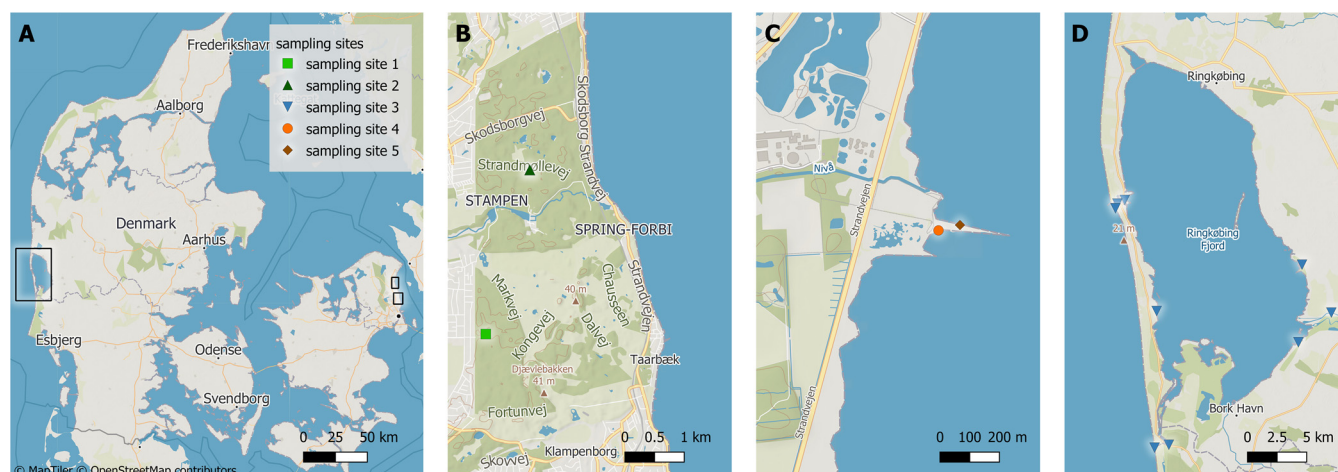 A
Frederikshavn
sampling sites
sampling site 1
sampling site 2
sampling site 3
sampling site 4
sampling site 5
Aalborg
Denmark
Aarhus
Esbjerg
Odense
Svendborg
0 25 50 km
© MapTiler © OpenStreetMap contributors
B
Skodsborgvej
Skodsborg Strandvej
Strandmøllevej
STAMPEN
SPRING-FORBI
Markvej
40 m
Chausseen
Strandvejen
Kongevej
Dalvej
Taarbæk
Djævlebakken
41 m
Fortunvej
Klampenborg
Skovvej
0 0.5 1 km
C
Nivå
Strandvejen
Strandvejen
0 100 200 m
D
Ringkøbing
21 m
Ringkøbing
Fjord
Bork Havn
0 2.5 5 km